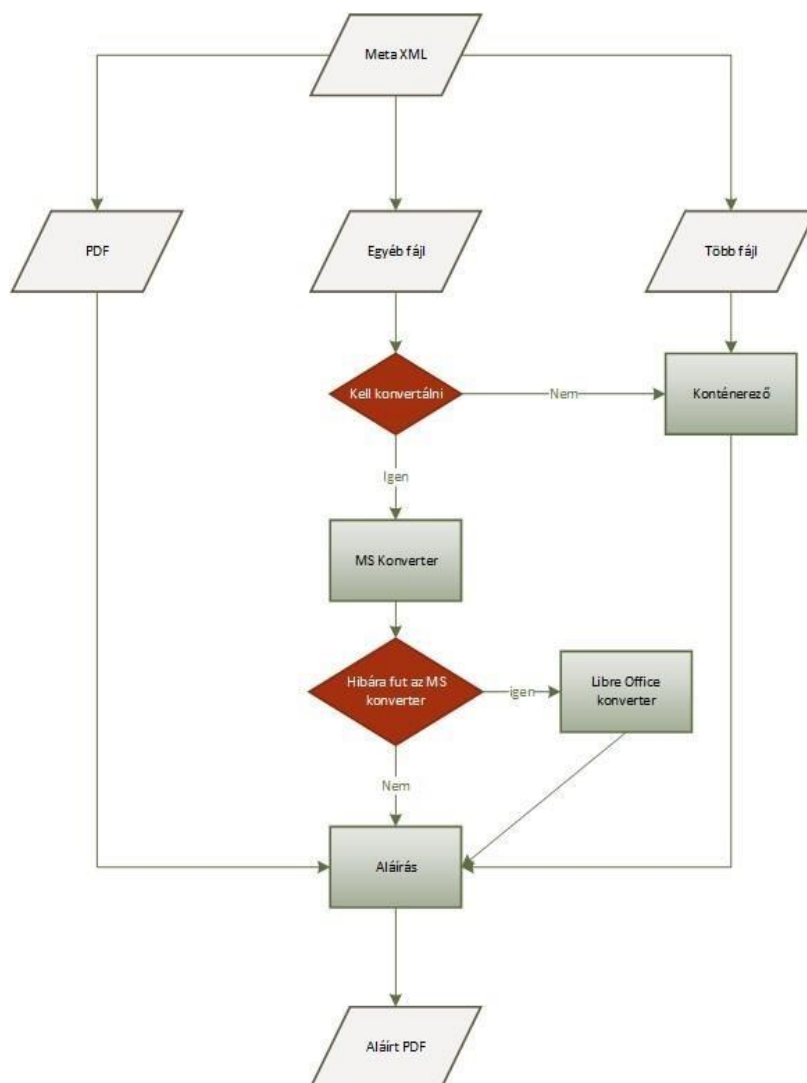 Meta XML
PDF
Egyéb fájl
Több fájl
Kell konvertálni
Nem
Konténerező
Igen
MS Konverter
Hibára fut az MS
konverter
igen
Libre Office
konverter
Nem
Aláírás
Aláírt PDF